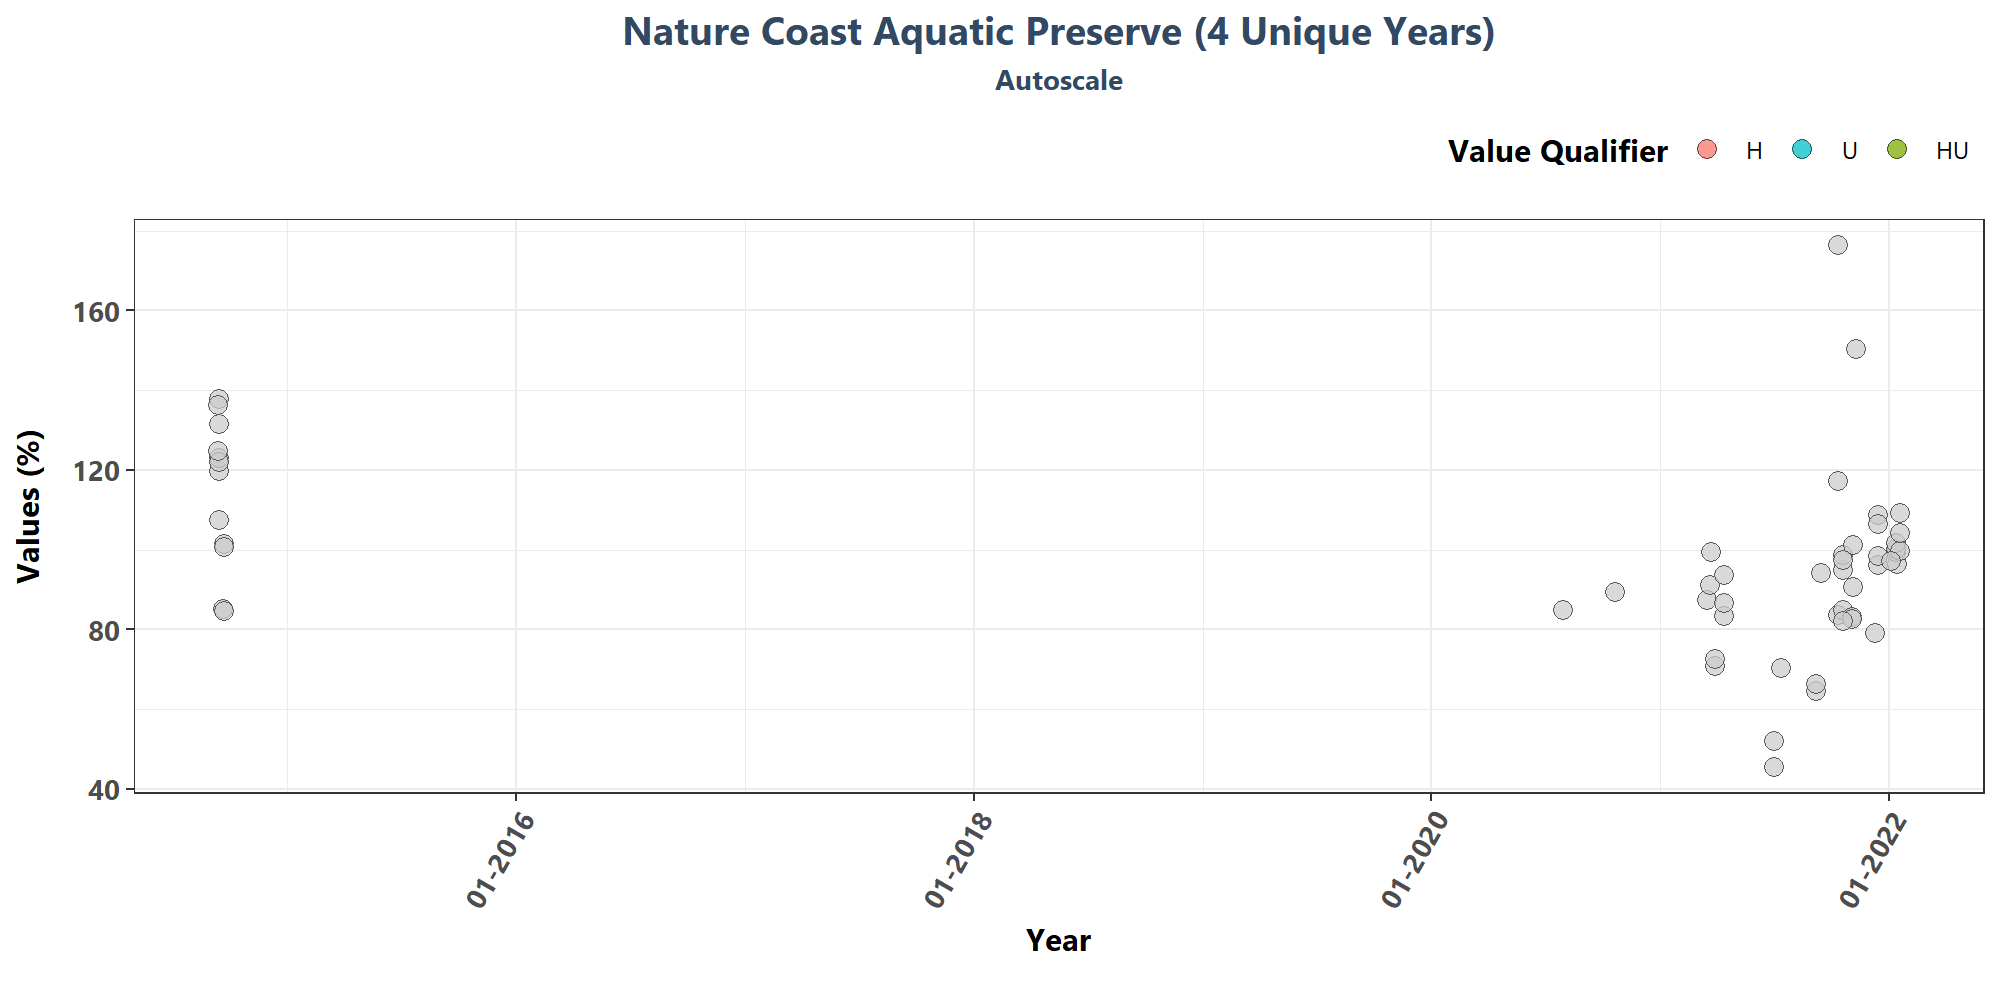 Nature Coast Aquatic Preserve (4 Unique Years)
Autoscale
Value Qualifier H U HU
Values (%)
160
120
80
40
01-2016 01-2018 01-2020 01-2022
Year